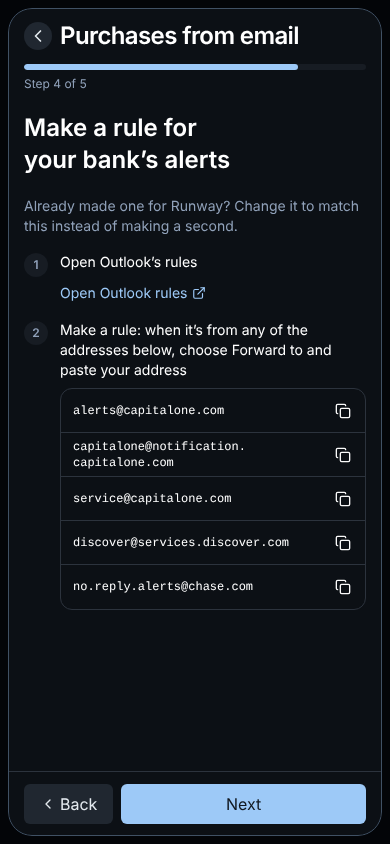 Purchases from email
Step 4 of 5
Make a rule for
your bank’s alerts
Already made one for Runway? Change it to match
this instead of making a second.
1
Open Outlook’s rules
Open Outlook rules
2
Make a rule: when it’s from any of the
addresses below, choose Forward to and
paste your address
alerts@capitalone.com
capitalone@notification.
capitalone.com
service@capitalone.com
discover@services.discover.com
no.reply.alerts@chase.com
Back
Next